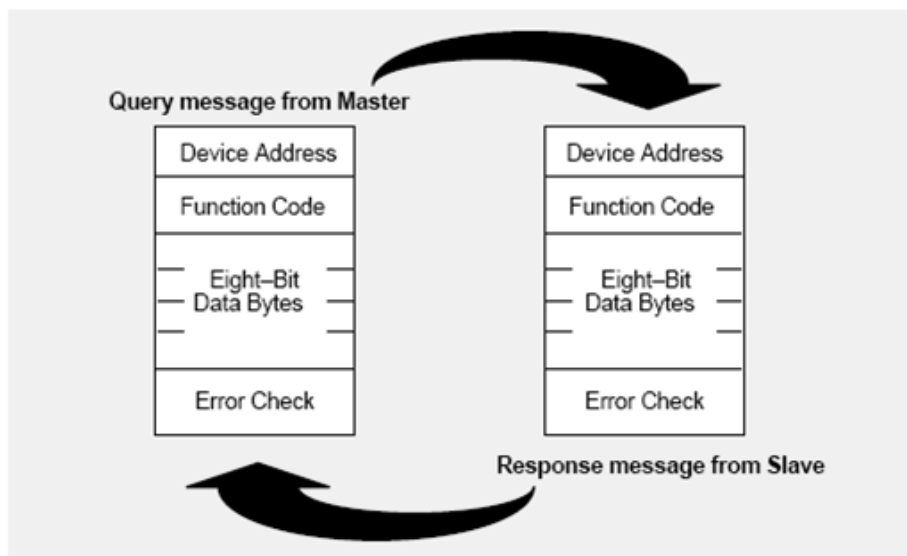 Query message from Master
Device Address
Function Code
Eight–Bit
Data Bytes
Error Check
Device Address
Function Code
Eight–Bit
Data Bytes
Error Check
Response message from Slave